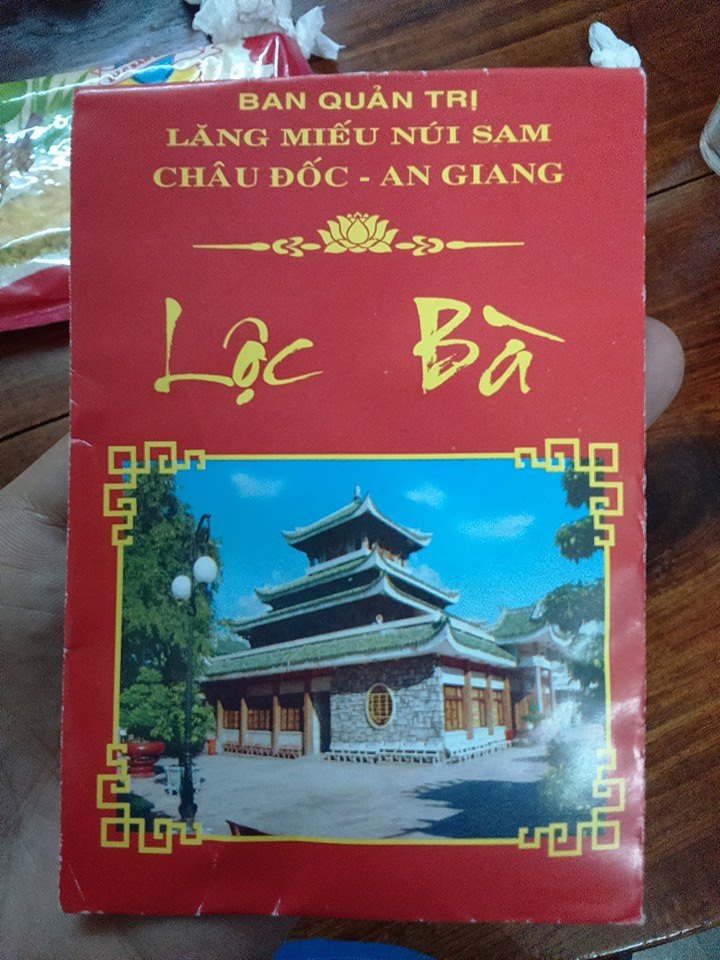 BAN QUẢN TRỊ
LĂNG MIẾU NÚI SAM
CHÂU ĐỐC - AN GIANG
Lộc Bà